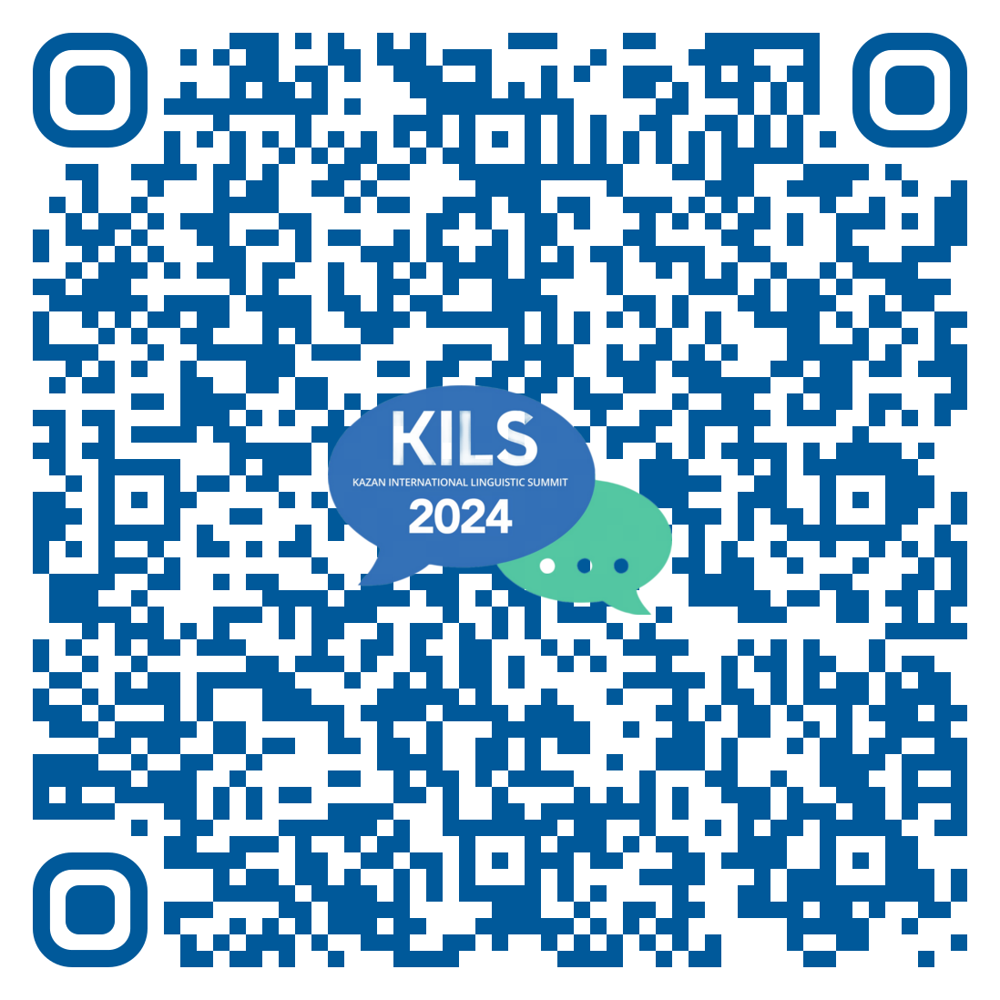 KILS
KAZAN INTERNATIONAL LINGUISTIC SUMMIT
2024